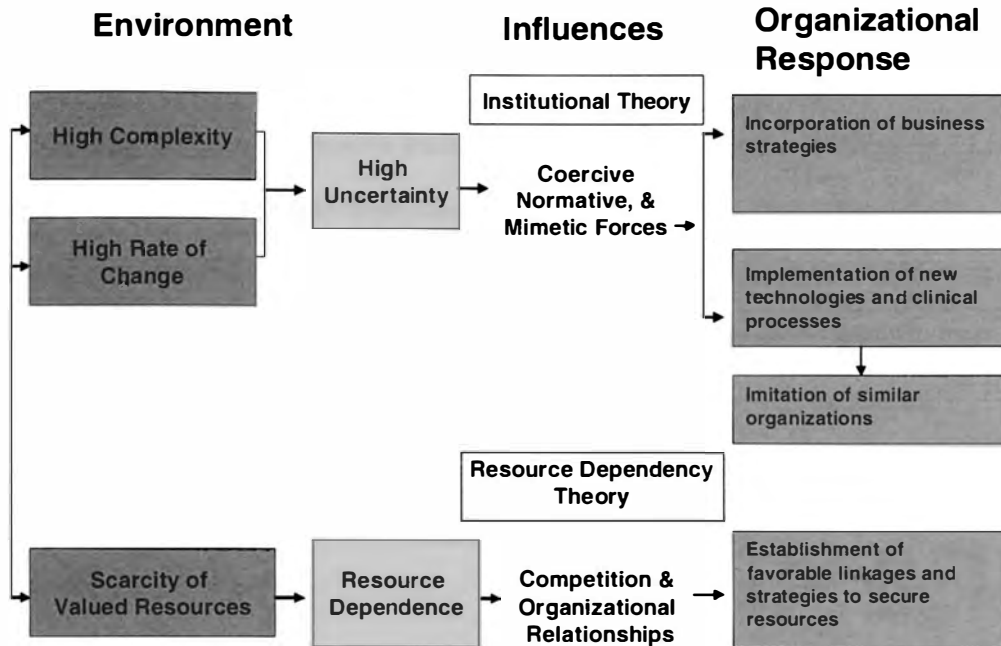 Environment
Influences
Organizational
Response
Institutional Theory
High Complexity
High Rate of
Change
High
Uncertainty
Coercive
Normative, &
Mimetic Forces
Incorporation of business
strategies
Implementation of new
technologies and clinical
processes
Imitation of similar
organizations
Resource Dependency
Theory
Scarcity of
Valued Resources
Resource
Dependence
Competition &
Organizational
Relationships
Establishment of
favorable linkages and
strategies to secure
resources